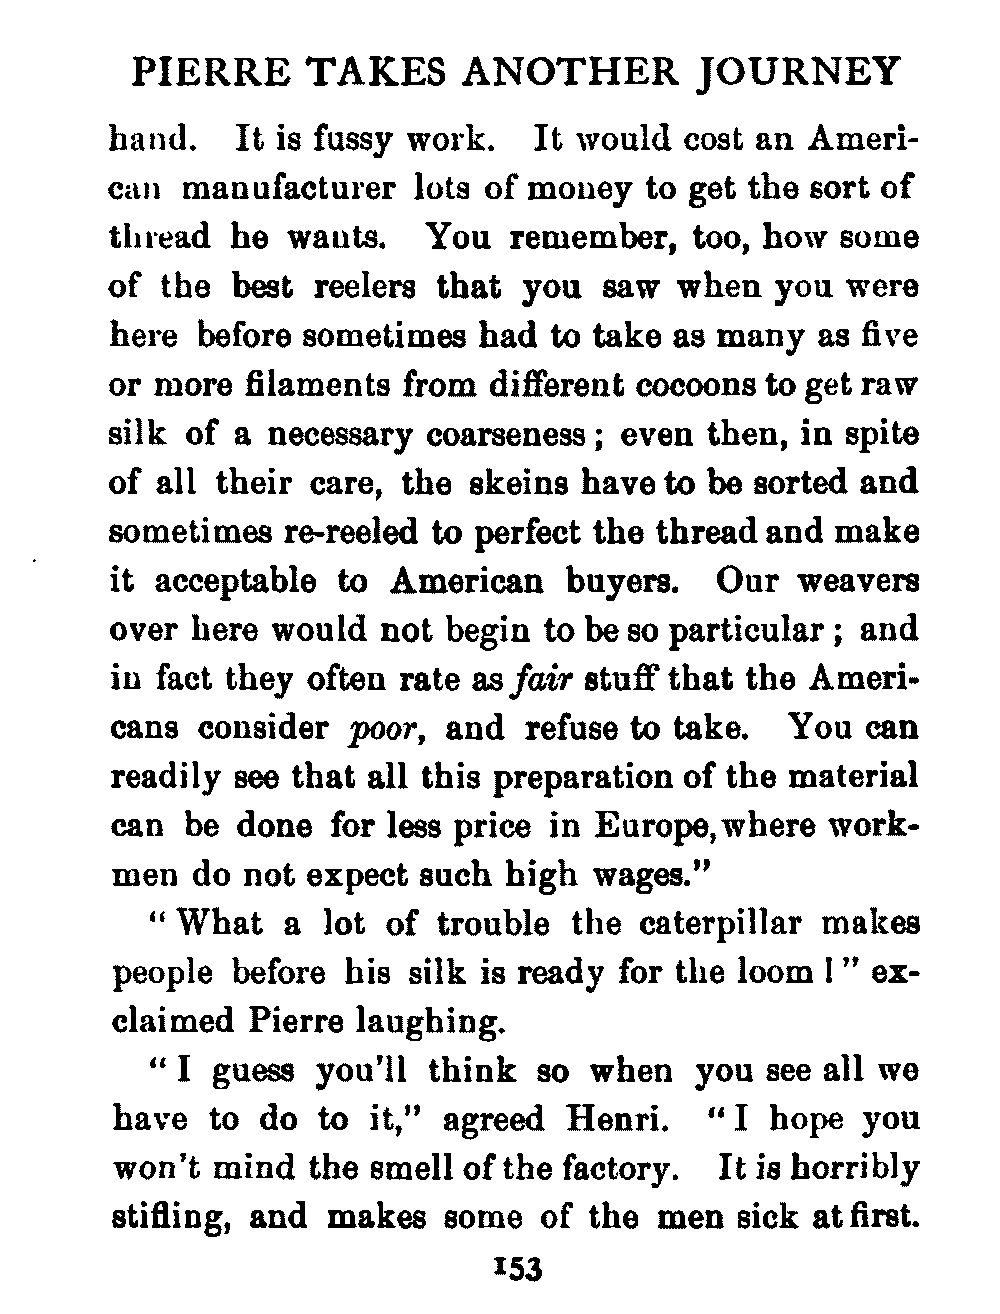 PIERRE TAKES ANOTHER JOURNEY
hand. It is fussy work. It would cost an Ameri-
can manufacturer lots of money to get the sort of
thread he wants. You remember, too, how some
of the best reelers that you saw when you were
here before sometimes had to take as many as five
or more filaments from different cocoons to get raw
silk of a necessary coarseness; even then, in spite
of all their care, the skeins have to be sorted and
sometimes re-reeled to perfect the thread and make
it acceptable to American buyers. Our weavers
over here would not begin to be so particular; and
in fact they often rate as fair stuff that the Ameri-
cans consider poor, and refuse to take. You can
readily see that all this preparation of the material
can be done for less price in Europe, where work-
men do not expect such high wages."
"What a lot of trouble the caterpillar makes
people before his silk is ready for the loom!" ex-
claimed Pierre laughing.
"I guess you'll think so when you see all we
have to do to it," agreed Henri. "I hope you
won't mind the smell of the factory. It is horribly
stifling, and makes some of the men sick at first.
153